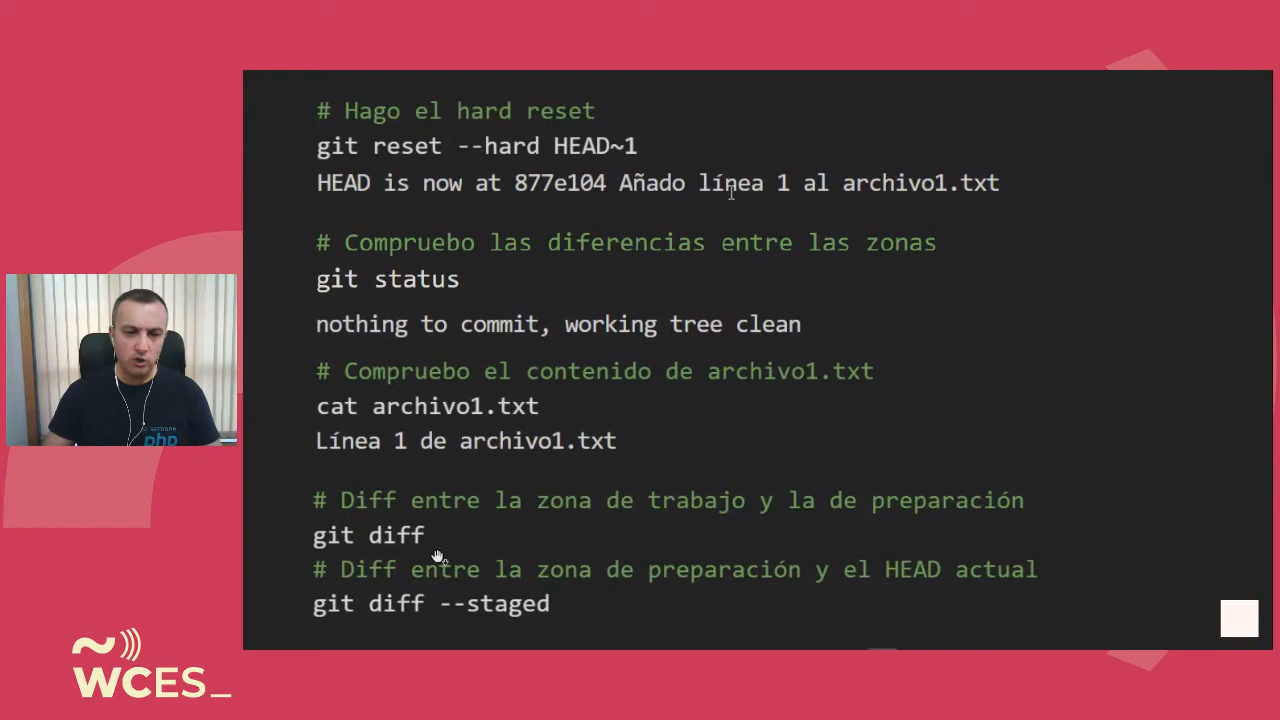 # Hago el hard reset
git reset --hard HEAD~1
HEAD is now at 877e104 Añado línea 1 al archivo1.txt
# Compruebo las diferencias entre las zonas
git status
nothing to commit, working tree clean
# Compruebo el contenido de archivo1.txt
cat archivo1.txt
Línea 1 de archivo1.txt
# Diff entre la zona de trabajo y la de preparación
git diff
# Diff entre la zona de preparación y el HEAD actual
git diff --staged
php
WCES_